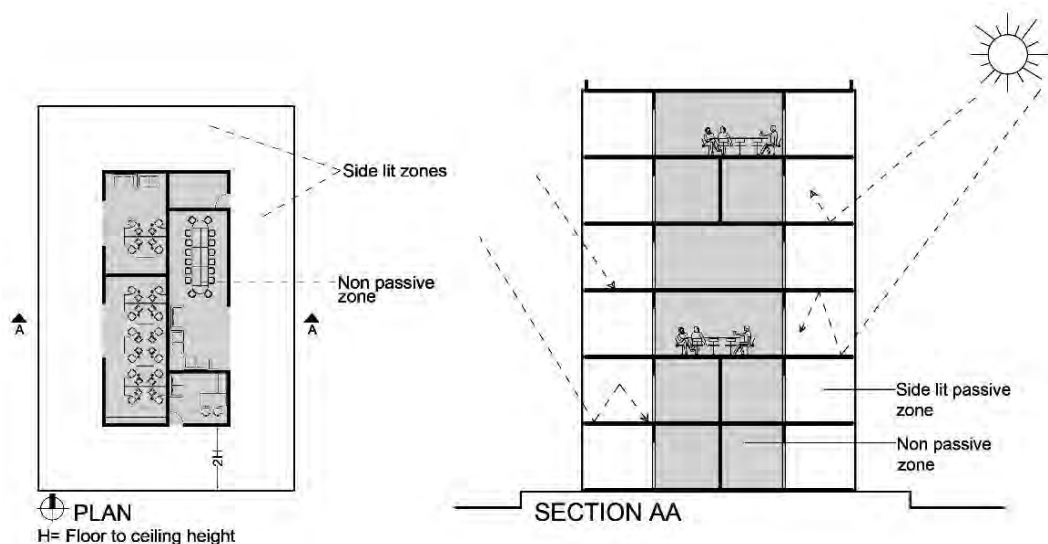 Side lit zones
Non passive
zone
A
A
2H
PLAN
H= Floor to ceiling height
Side lit passive
zone
Non passive
zone
SECTION AA